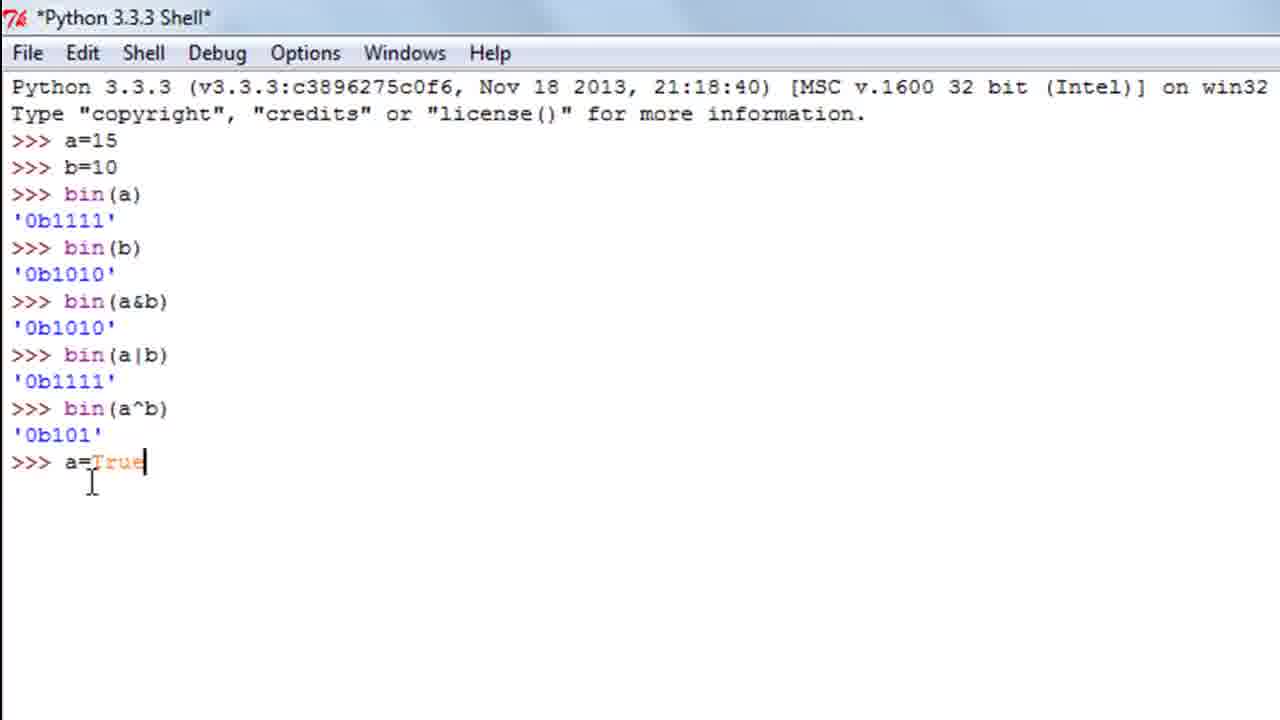 *Python 3.3.3 Shell*
File Edit Shell Debug Options Windows Help
Python 3.3.3 (v3.3.3:c3896275c0f6, Nov 18 2013, 21:18:40) [MSC v.1600 32 bit (Intel)] on win32
Type "copyright", "credits" or "license()" for more information.
>>> a=15
>>> b=10
>>> bin(a)
'0b1111'
>>> bin(b)
'0b1010'
>>> bin(a&b)
'0b1010'
>>> bin(a|b)
'0b1111'
>>> bin(a^b)
'0b101'
>>> a=True